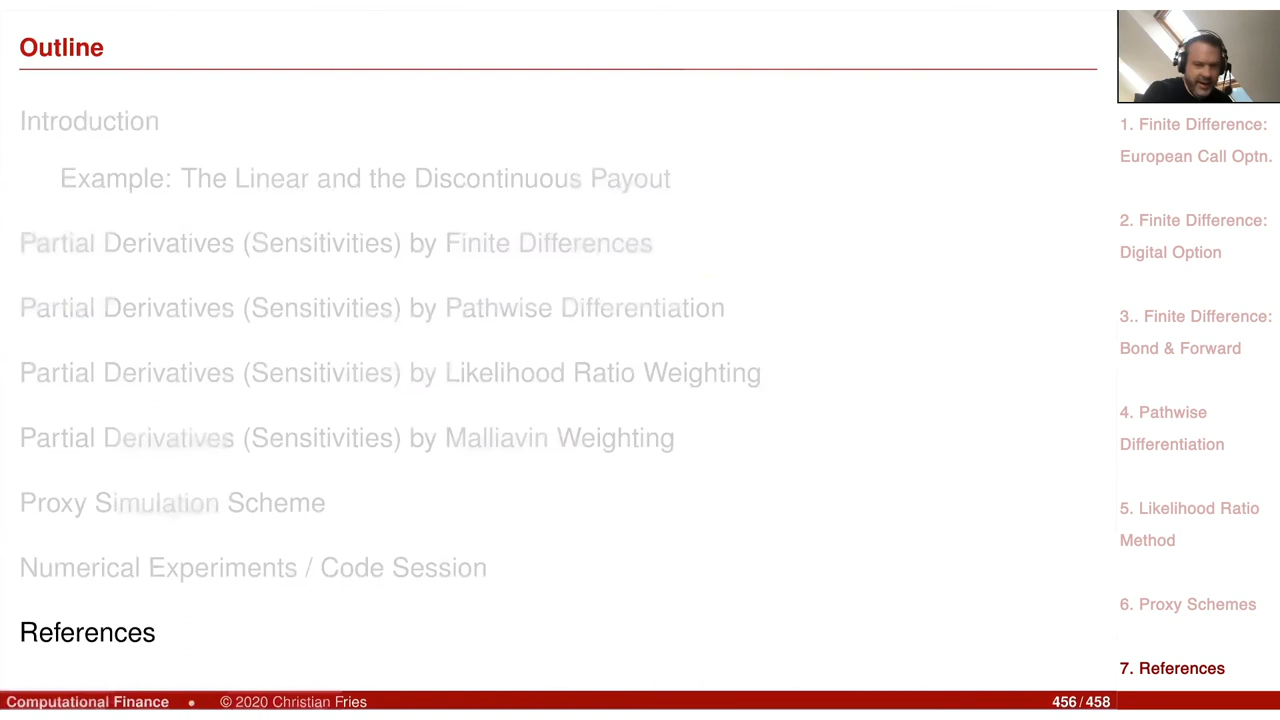 Outline
Introduction
Example: The Linear and the Discontinuous Payout
Partial Derivatives (Sensitivities) by Finite Differences
Partial Derivatives (Sensitivities) by Pathwise Differentiation
Partial Derivatives (Sensitivities) by Likelihood Ratio Weighting
Partial Derivatives (Sensitivities) by Malliavin Weighting
Proxy Simulation Scheme
Numerical Experiments / Code Session
References
1. Finite Difference:
European Call Optn.
2. Finite Difference:
Digital Option
3.. Finite Difference:
Bond & Forward
4. Pathwise
Differentiation
5. Likelihood Ratio
Method
6. Proxy Schemes
7. References
Computational Finance • © 2020 Christian Fries 456 / 458